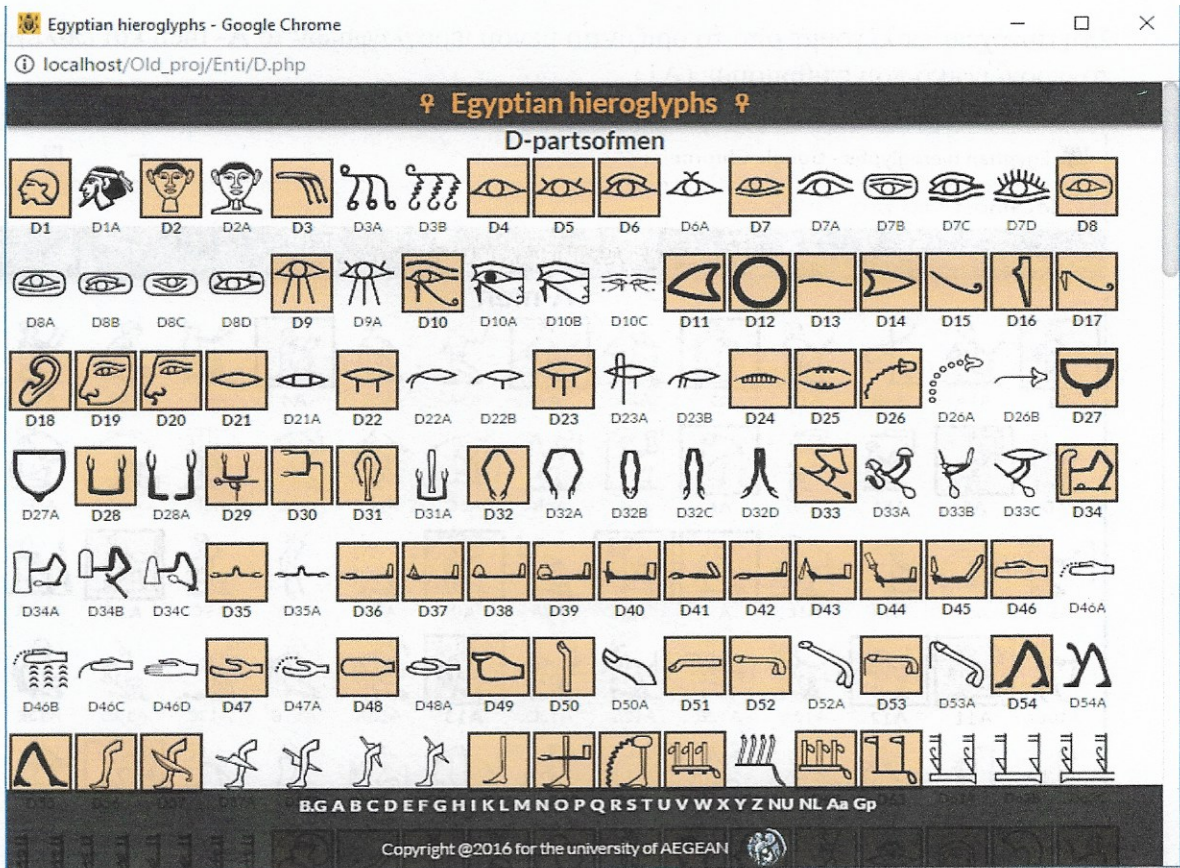 Egyptian hieroglyphs - Google Chrome
localhost/Old_proj/Enti/D.php
Egyptian hieroglyphs
D-partsofmen
D1 D1A D2 D2A D3 D3A D3B D4 D5 D6 D6A D7 D7A D7B D7C D7D D8
D8A D8B D8C D8D D9 D9A D10 D10A D10B D10C D11 D12 D13 D14 D15 D16 D17
D18 D19 D20 D21 D21A D22 D22A D22B D23 D23A D23B D24 D25 D26 D26A D26B D27
D27A D28 D28A D29 D30 D31 D31A D32 D32A D32B D32C D32D D33 D33A D33B D33C D34
D34A D34B D34C D35 D35A D36 D37 D38 D39 D40 D41 D42 D43 D44 D45 D46 D46A
D46B D46C D46D D47 D47A D48 D48A D49 D50 D50A D51 D52 D52A D53 D53A D54 D54A
B.G A B C D E F G H I K L M N O P Q R S T U V W X Y Z NU NL Aa Gp
Copyright @2016 for the university of AEGEAN